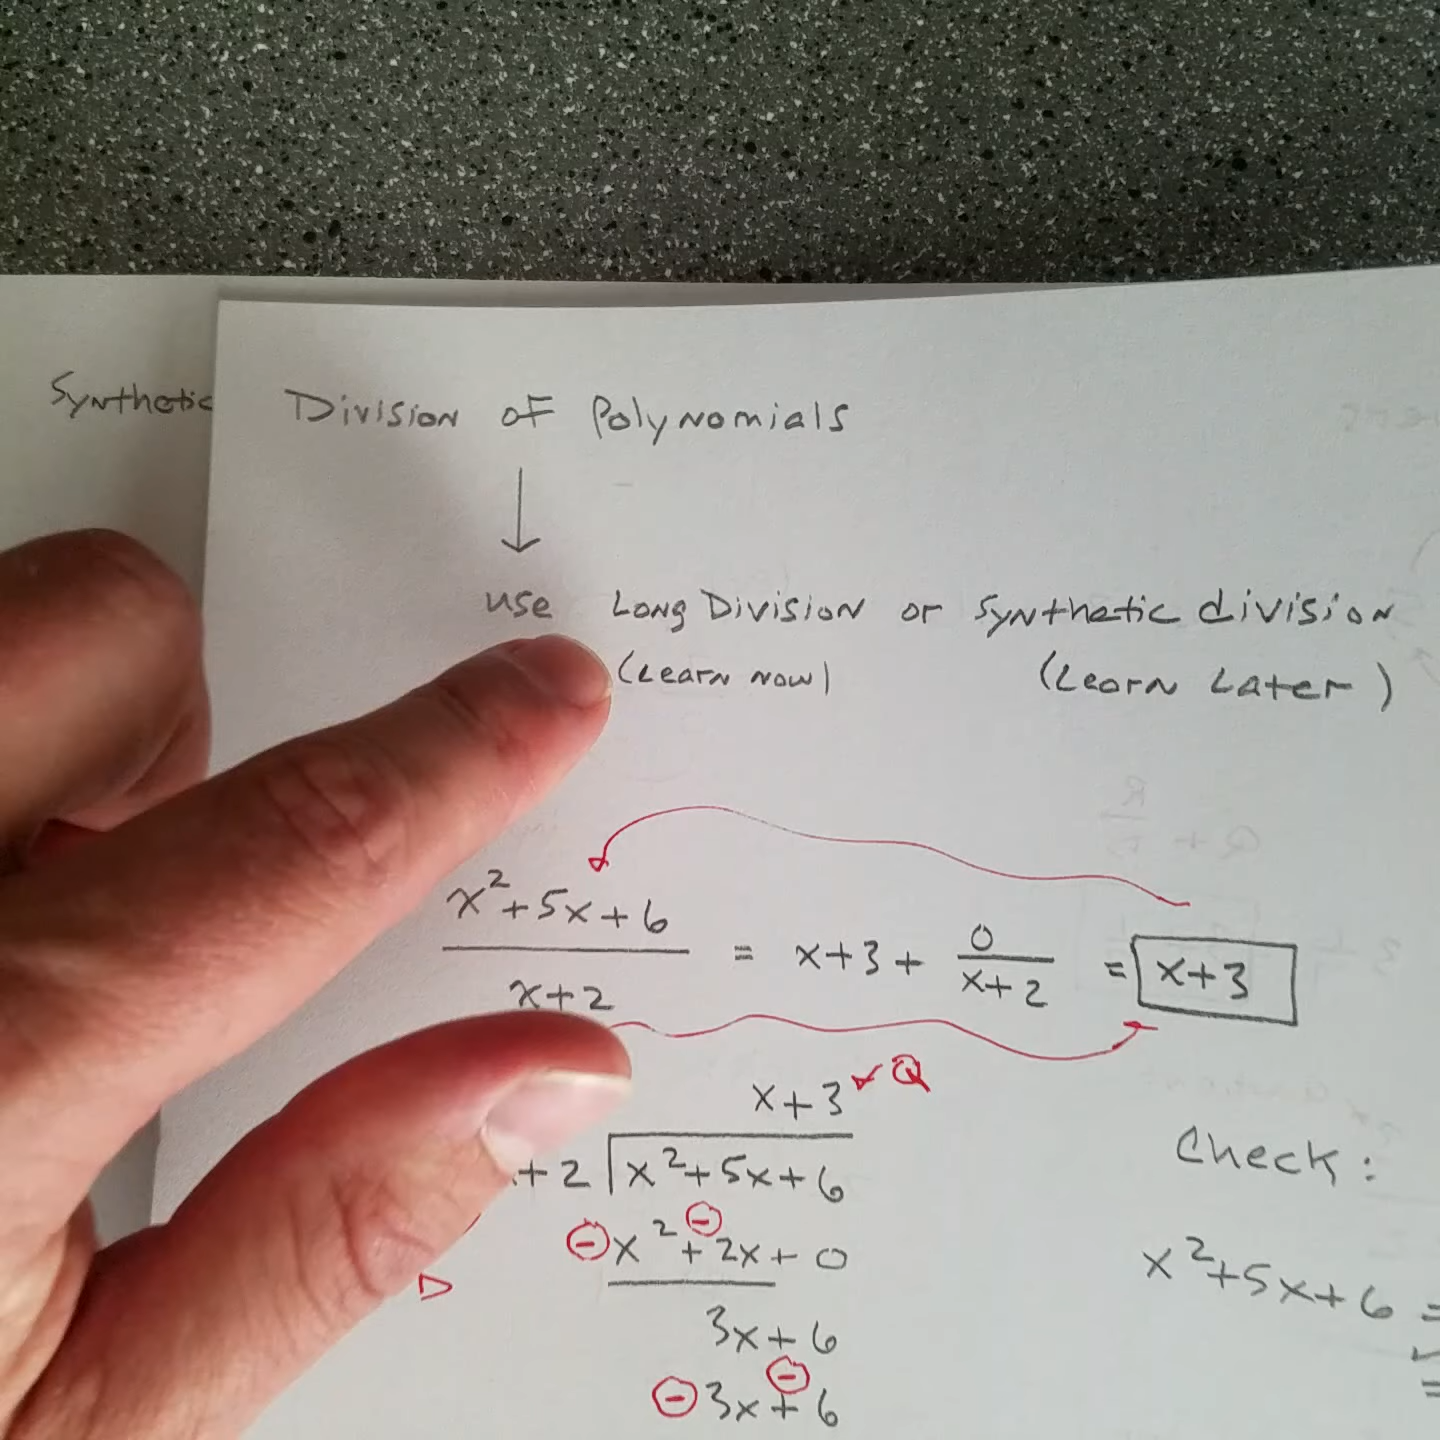 Synthetic
Division of Polynomials
use Long Division or Synthetic division
(Learn now) (Learn Later)
x²+5x+6 / x+2 = x+3 + 0 / x+2 = x+3
x+3 Q
+2 x²+5x+6
⊖x² ⊖+2x+0
D
3x+6
⊖3x⊖+6
Check:
x²+5x+6 =
=